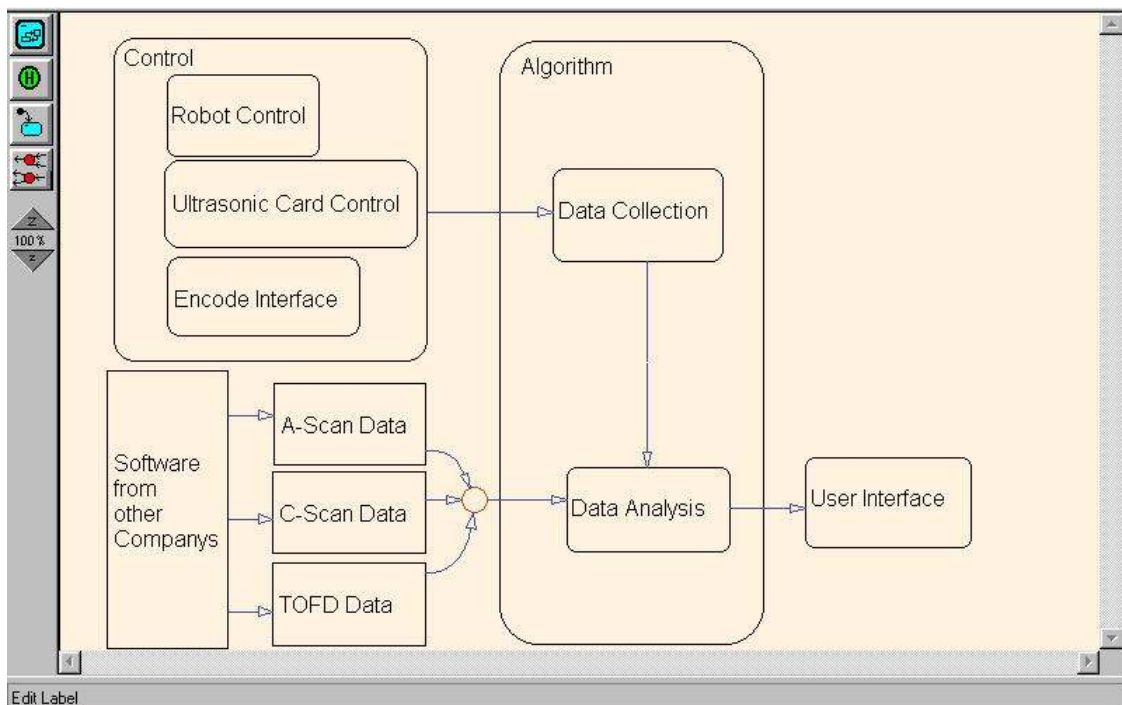 Control
Robot Control
Ultrasonic Card Control
Encode Interface
Algorithm
Data Collection
Software
from
other
Companys
A-Scan Data
C-Scan Data
TOFD Data
Data Analysis
User Interface
H
Z
100%
z
Edit Label